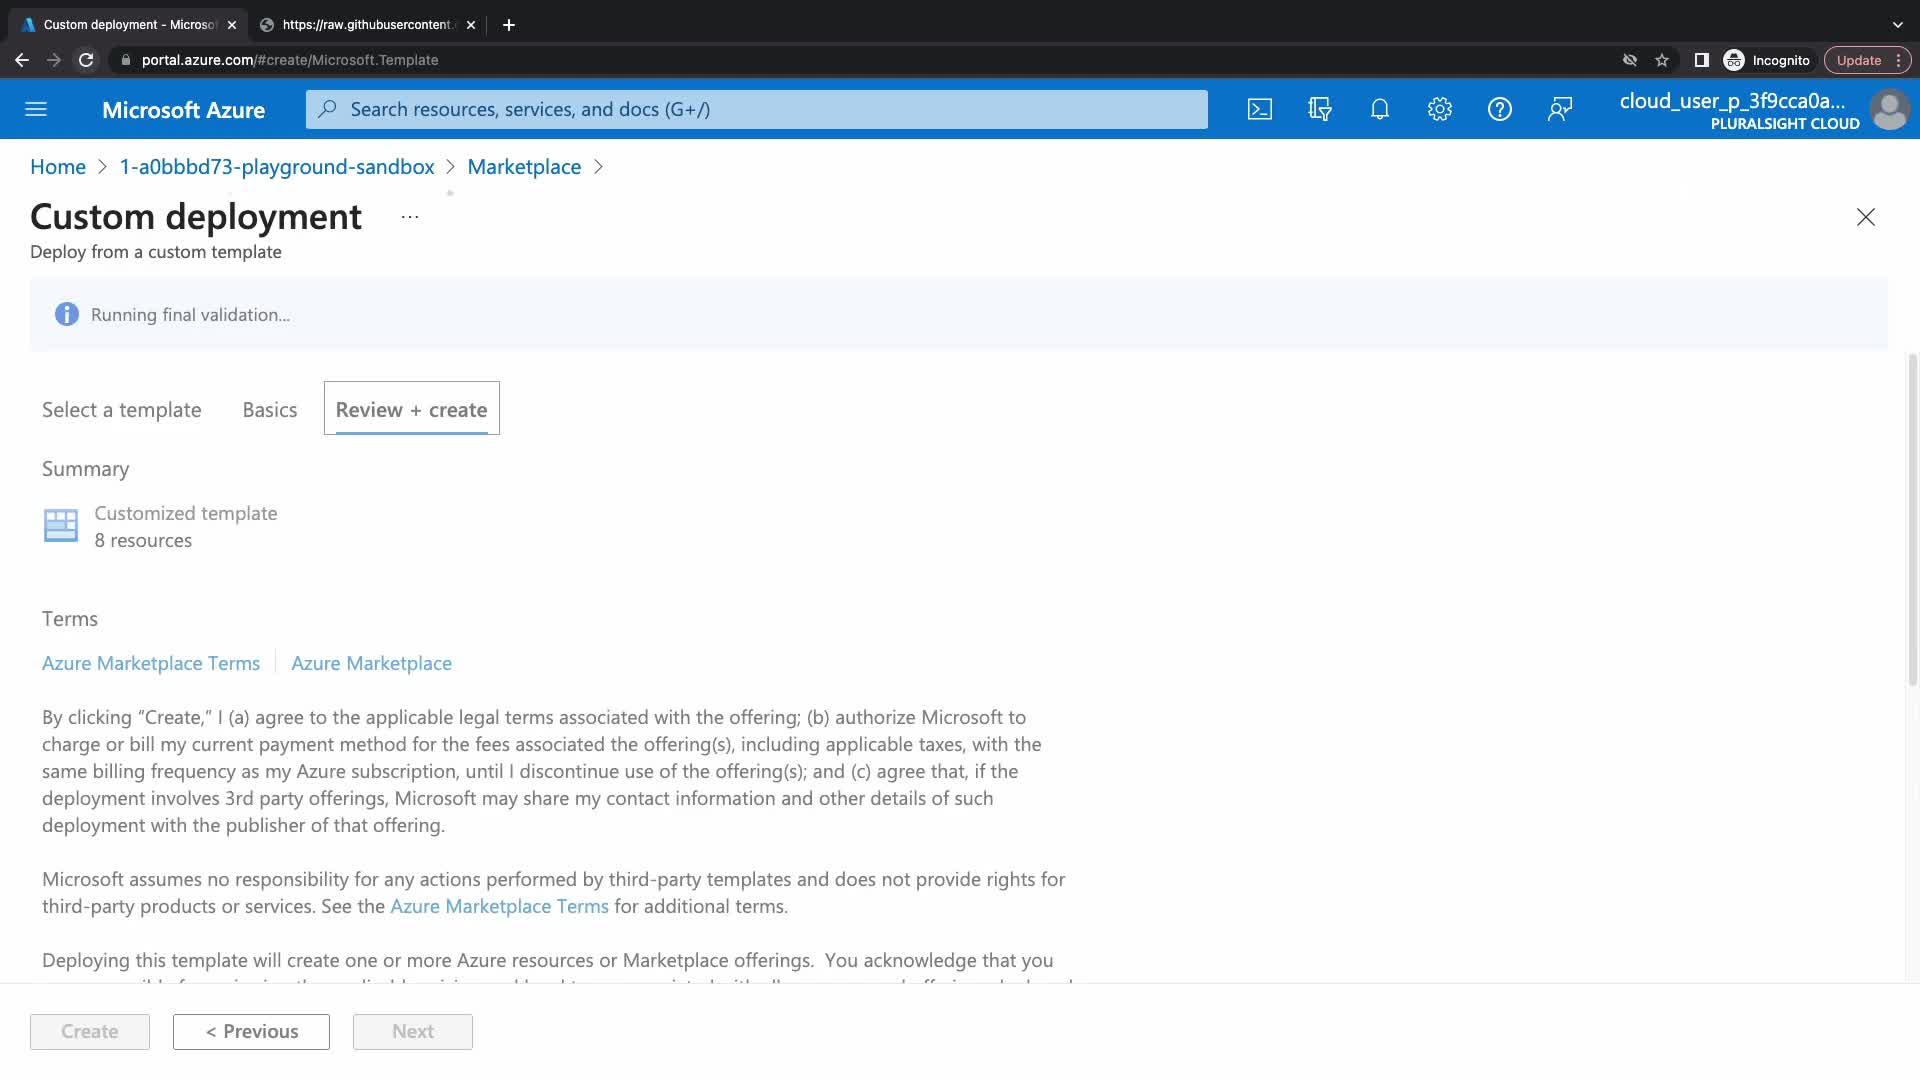 Custom deployment - Microso
https://raw.githubusercontent.
portal.azure.com/#create/Microsoft.Template
Incognito
Update
Microsoft Azure
Search resources, services, and docs (G+/)
cloud_user_p_3f9cca0a...
PLURALSIGHT CLOUD
Home > 1-a0bbbd73-playground-sandbox > Marketplace >
Custom deployment ...
Deploy from a custom template
Running final validation...
Select a template Basics Review + create
Summary
Customized template
8 resources
Terms
Azure Marketplace Terms | Azure Marketplace
By clicking “Create,” I (a) agree to the applicable legal terms associated with the offering; (b) authorize Microsoft to
charge or bill my current payment method for the fees associated the offering(s), including applicable taxes, with the
same billing frequency as my Azure subscription, until I discontinue use of the offering(s); and (c) agree that, if the
deployment involves 3rd party offerings, Microsoft may share my contact information and other details of such
deployment with the publisher of that offering.
Microsoft assumes no responsibility for any actions performed by third-party templates and does not provide rights for
third-party products or services. See the Azure Marketplace Terms for additional terms.
Deploying this template will create one or more Azure resources or Marketplace offerings. You acknowledge that you
Create < Previous Next